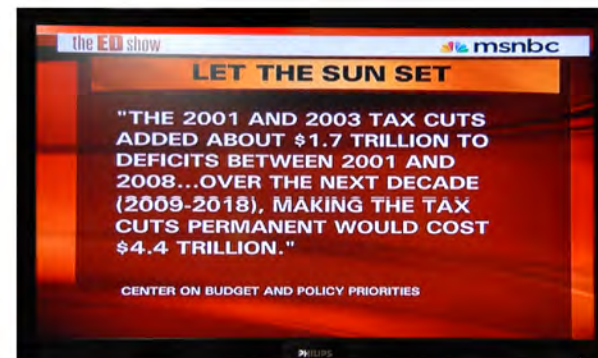 the ED show
msnbc
LET THE SUN SET
"THE 2001 AND 2003 TAX CUTS
ADDED ABOUT $1.7 TRILLION TO
DEFICITS BETWEEN 2001 AND
2008...OVER THE NEXT DECADE
(2009-2018), MAKING THE TAX
CUTS PERMANENT WOULD COST
$4.4 TRILLION."
CENTER ON BUDGET AND POLICY PRIORITIES
PHILIPS